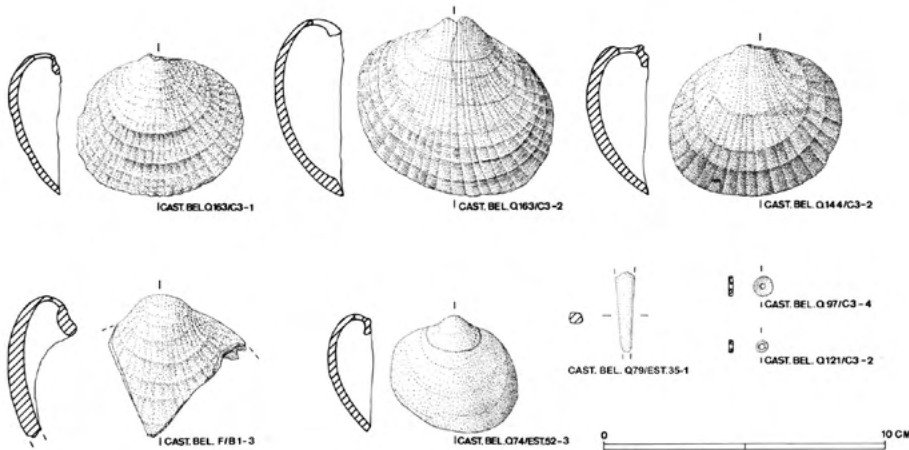 CAST. BEL. Q163/C3-1
CAST. BEL. Q163/C3-2
CAST. BEL. Q144/C3-2
CAST. BEL. Q97/C3-4
CAST. BEL. Q121/C3-2
CAST. BEL. Q79/EST.35-1
CAST. BEL. F/B1-3
CAST. BEL. Q74/EST.52-3
0 10 CM